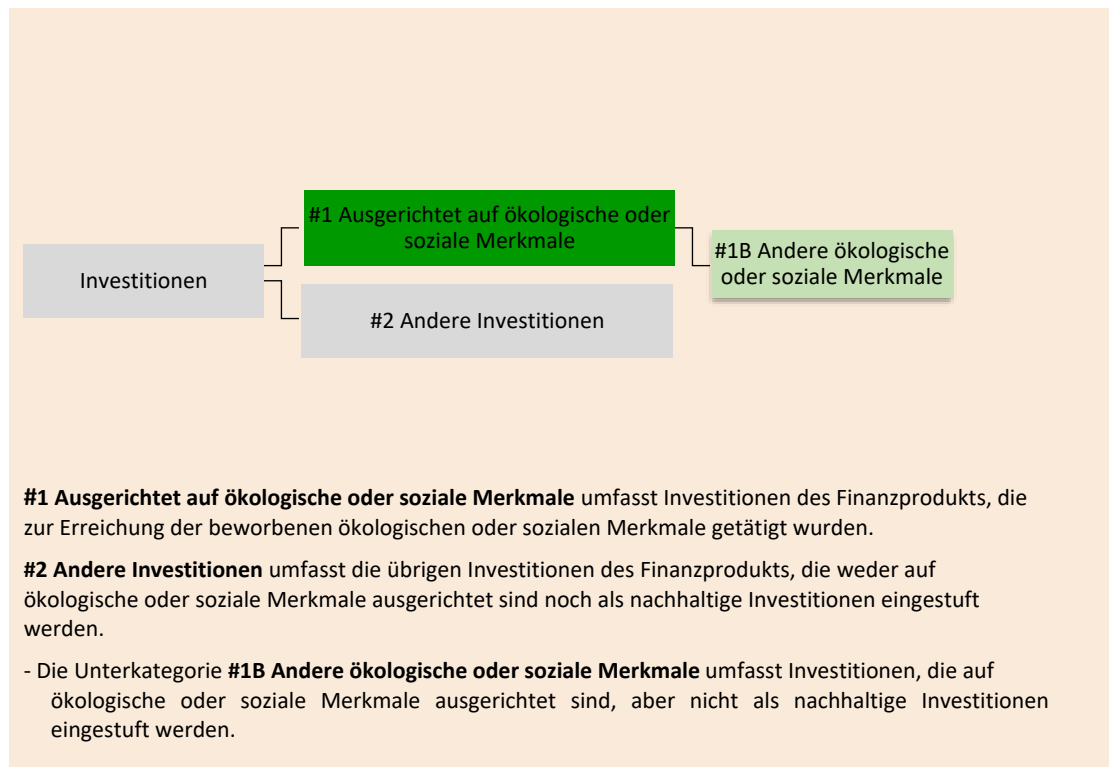 #1 Ausgerichtet auf ökologische oder
soziale Merkmale
#1B Andere ökologische
oder soziale Merkmale
Investitionen
#2 Andere Investitionen
#1 Ausgerichtet auf ökologische oder soziale Merkmale umfasst Investitionen des Finanzprodukts, die
zur Erreichung der beworbenen ökologischen oder sozialen Merkmale getätigt wurden.
#2 Andere Investitionen umfasst die übrigen Investitionen des Finanzprodukts, die weder auf
ökologische oder soziale Merkmale ausgerichtet sind noch als nachhaltige Investitionen eingestuft
werden.
- Die Unterkategorie #1B Andere ökologische oder soziale Merkmale umfasst Investitionen, die auf
ökologische oder soziale Merkmale ausgerichtet sind, aber nicht als nachhaltige Investitionen
eingestuft werden.